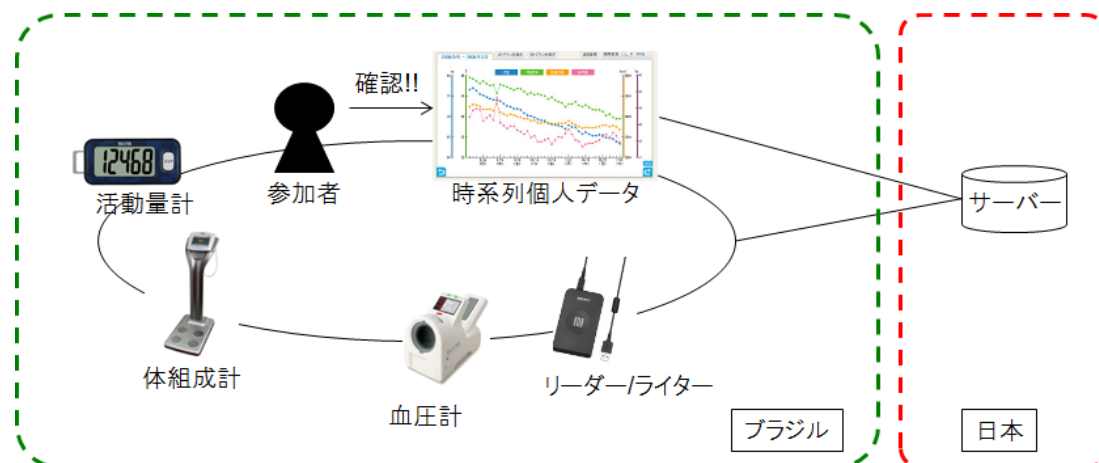 確認!!
12468
活動量計
参加者
時系列個人データ
サーバー
体組成計
血圧計
リーダー/ライター
ブラジル
日本